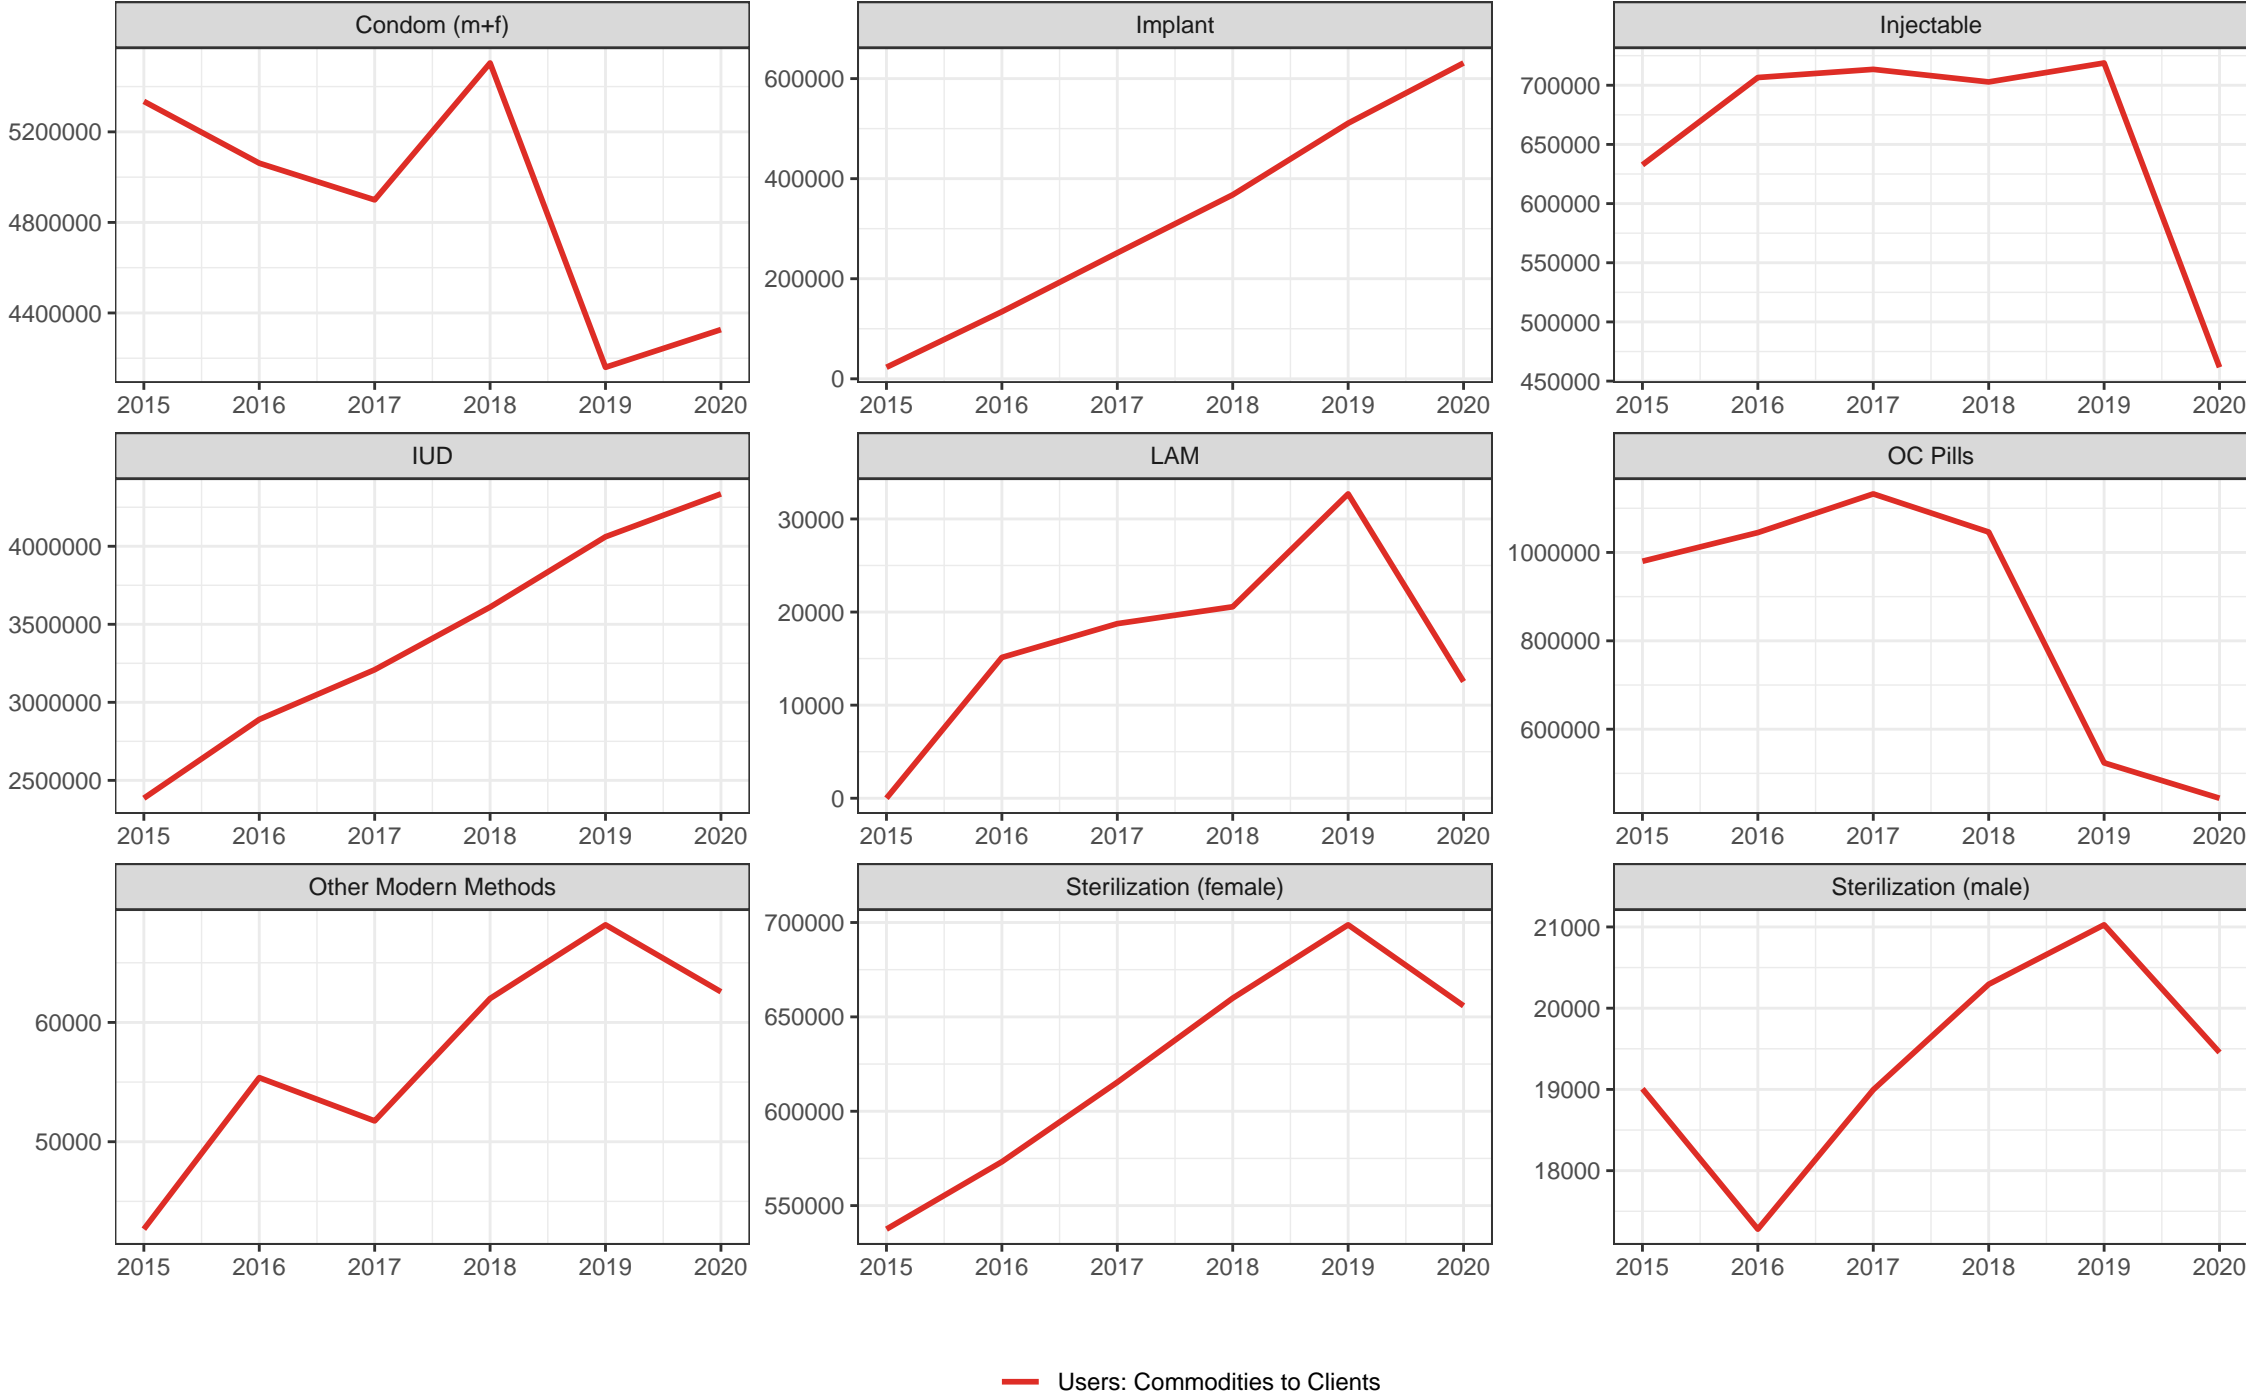 Condom (m+f)
Implant
Injectable
5200000
4800000
4400000
600000
400000
200000
0
700000
650000
600000
550000
500000
450000
2015 2016 2017 2018 2019 2020
2015 2016 2017 2018 2019 2020
2015 2016 2017 2018 2019 2020
IUD
LAM
OC Pills
4000000
3500000
3000000
2500000
30000
20000
10000
0
1000000
800000
600000
2015 2016 2017 2018 2019 2020
2015 2016 2017 2018 2019 2020
2015 2016 2017 2018 2019 2020
Other Modern Methods
Sterilization (female)
Sterilization (male)
60000
50000
700000
650000
600000
550000
21000
20000
19000
18000
2015 2016 2017 2018 2019 2020
2015 2016 2017 2018 2019 2020
2015 2016 2017 2018 2019 2020
Users: Commodities to Clients